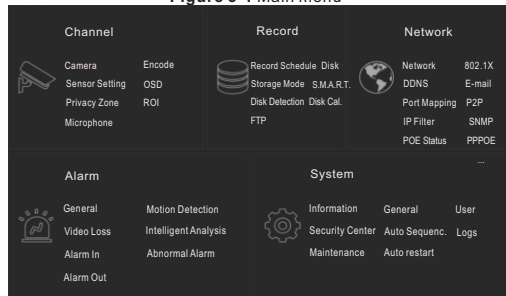 Figure 5-1 Main menu
Channel
Camera Encode
Sensor Setting OSD
Privacy Zone ROI
Microphone
Record
Record Schedule Disk
Storage Mode S.M.A.R.T.
Disk Detection Disk Cal.
FTP
Network
Network 802.1X
DDNS E-mail
Port Mapping P2P
IP Filter SNMP
POE Status PPPOE
...
Alarm
General Motion Detection
Video Loss Intelligent Analysis
Alarm In Abnormal Alarm
Alarm Out
System
Information General User
Security Center Auto Sequenc. Logs
Maintenance Auto restart